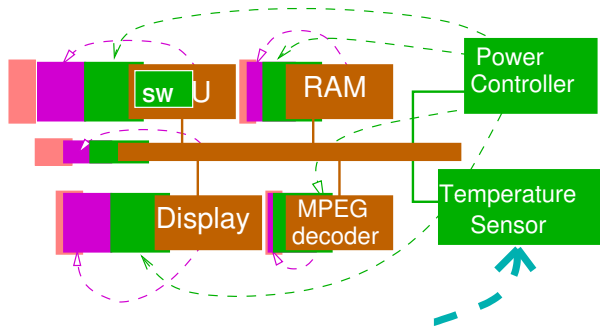 SW U
RAM
Power
Controller
Display
MPEG
decoder
Temperature
Sensor